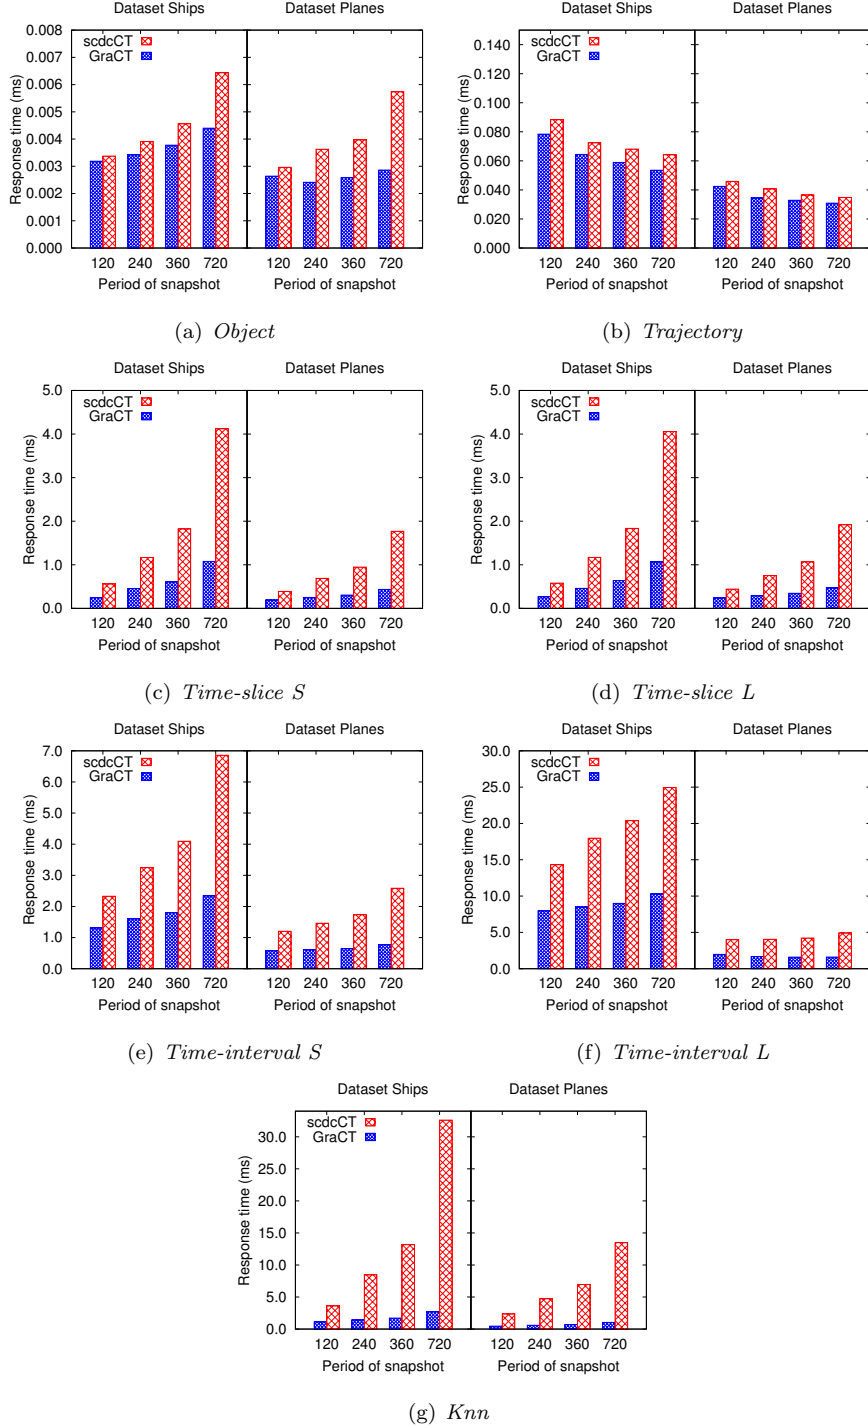 Dataset Ships Dataset Planes
Response time (ms)
0.008
0.007
0.006
0.005
0.004
0.003
0.002
0.001
0.000
scdcCT
GraCT
120 240 360 720 120 240 360 720
Period of snapshot Period of snapshot
(a) Object
Dataset Ships Dataset Planes
Response time (ms)
0.140
0.120
0.100
0.080
0.060
0.040
0.020
0.000
scdcCT
GraCT
120 240 360 720 120 240 360 720
Period of snapshot Period of snapshot
(b) Trajectory
Dataset Ships Dataset Planes
Response time (ms)
5.0
4.0
3.0
2.0
1.0
0.0
scdcCT
GraCT
120 240 360 720 120 240 360 720
Period of snapshot Period of snapshot
(c) Time-slice S
Dataset Ships Dataset Planes
Response time (ms)
5.0
4.0
3.0
2.0
1.0
0.0
scdcCT
GraCT
120 240 360 720 120 240 360 720
Period of snapshot Period of snapshot
(d) Time-slice L
Dataset Ships Dataset Planes
Response time (ms)
7.0
6.0
5.0
4.0
3.0
2.0
1.0
0.0
scdcCT
GraCT
120 240 360 720 120 240 360 720
Period of snapshot Period of snapshot
(e) Time-interval S
Dataset Ships Dataset Planes
Response time (ms)
30.0
25.0
20.0
15.0
10.0
5.0
0.0
scdcCT
GraCT
120 240 360 720 120 240 360 720
Period of snapshot Period of snapshot
(f) Time-interval L
Dataset Ships Dataset Planes
Response time (ms)
30.0
25.0
20.0
15.0
10.0
5.0
0.0
scdcCT
GraCT
120 240 360 720 120 240 360 720
Period of snapshot Period of snapshot
(g) Knn